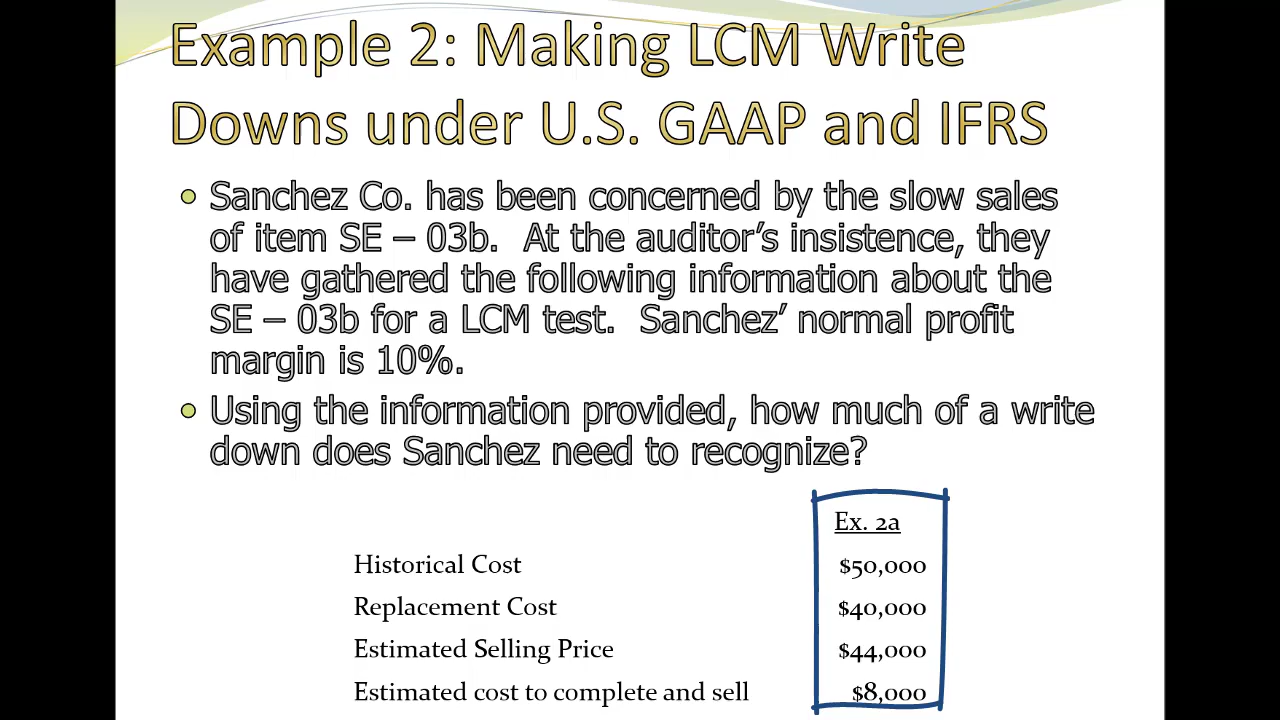 Example 2: Making LCM Write
Downs under U.S. GAAP and IFRS
Sanchez Co. has been concerned by the slow sales
of item SE – 03b.  At the auditor’s insistence, they
have gathered the following information about the
SE – 03b for a LCM test.  Sanchez’ normal profit
margin is 10%.
Using the information provided, how much of a write
down does Sanchez need to recognize?
Ex. 2a
Historical Cost $50,000
Replacement Cost $40,000
Estimated Selling Price $44,000
Estimated cost to complete and sell $8,000